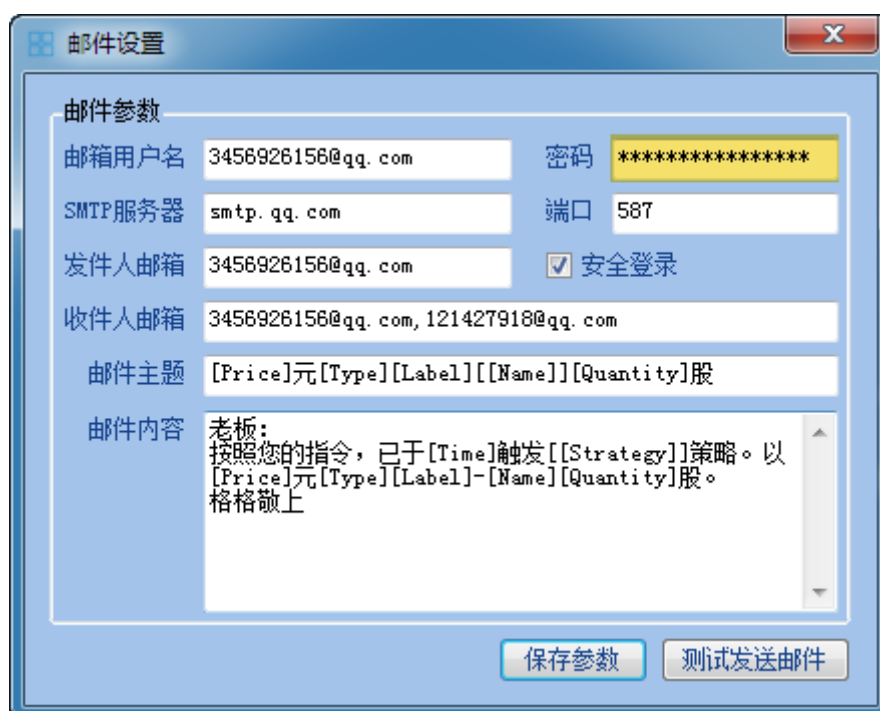 邮件设置
邮件参数
邮箱用户名 3456926156@qq.com 密码 ****************
SMTP服务器 smtp.qq.com 端口 587
发件人邮箱 3456926156@qq.com 安全登录
收件人邮箱 3456926156@qq.com,1214279180qq.com
邮件主题 [Price]元[Type][Label][[Name]][Quantity]股
邮件内容 老板:
按照您的指令，已于[Time]触发[[Strategy]]策略。以
[Price]元[Type][Label]-[Name][Quantity]股。
格格敬上
保存参数 测试发送邮件